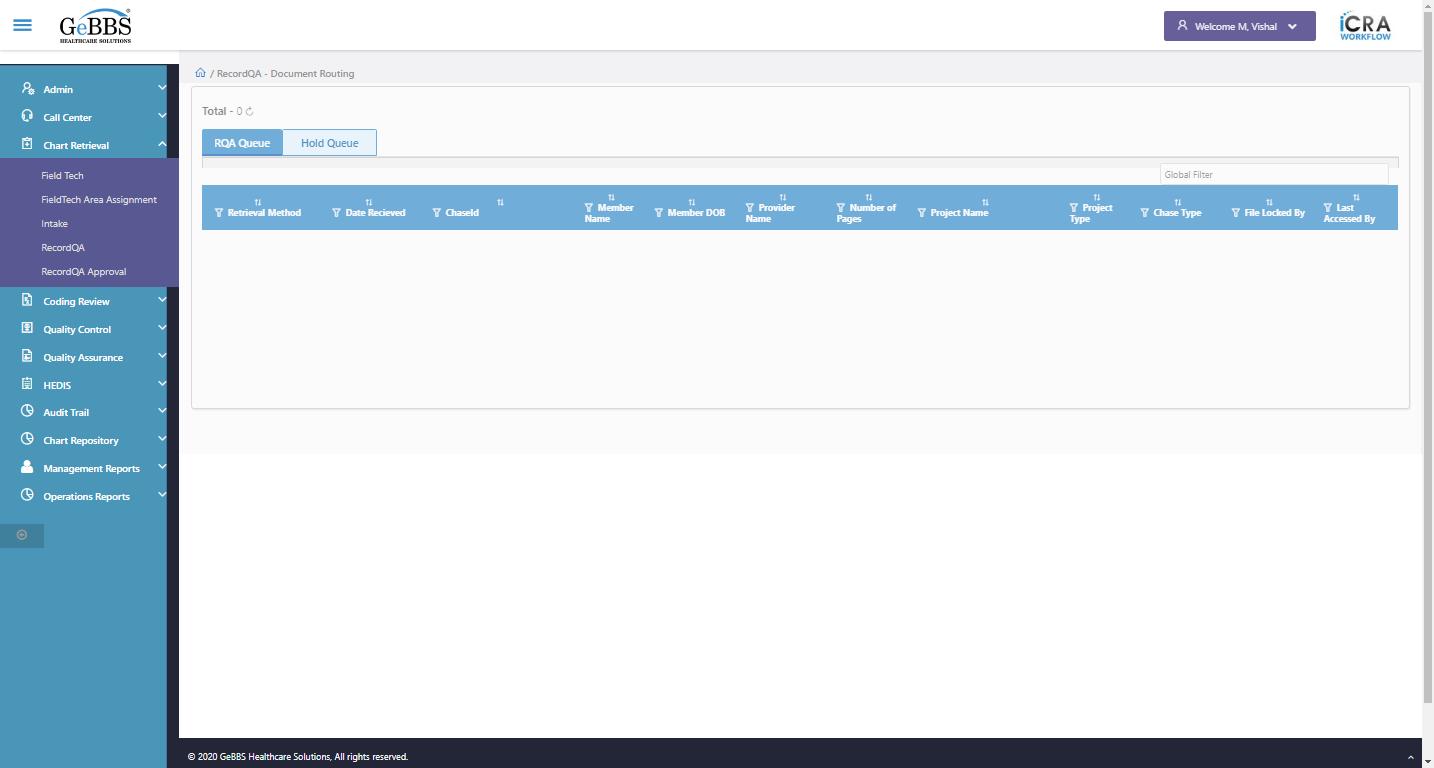 GeBBS
HEALTHCARE SOLUTIONS
Welcome M, Vishal
iCRA
WORKFLOW
Admin
Call Center
Chart Retrieval
Field Tech
FieldTech Area Assignment
Intake
RecordQA
RecordQA Approval
Coding Review
Quality Control
Quality Assurance
HEDIS
Audit Trail
Chart Repository
Management Reports
Operations Reports
/ RecordQA - Document Routing
Total - 0
RQA Queue
Hold Queue
Global Filter
Retrieval Method
Date Recieved
ChaseId
Member
Name
Member DOB
Provider
Name
Number of
Pages
Project Name
Project
Type
Chase Type
File Locked By
Last
Accessed By
© 2020 GeBBS Healthcare Solutions, All rights reserved.